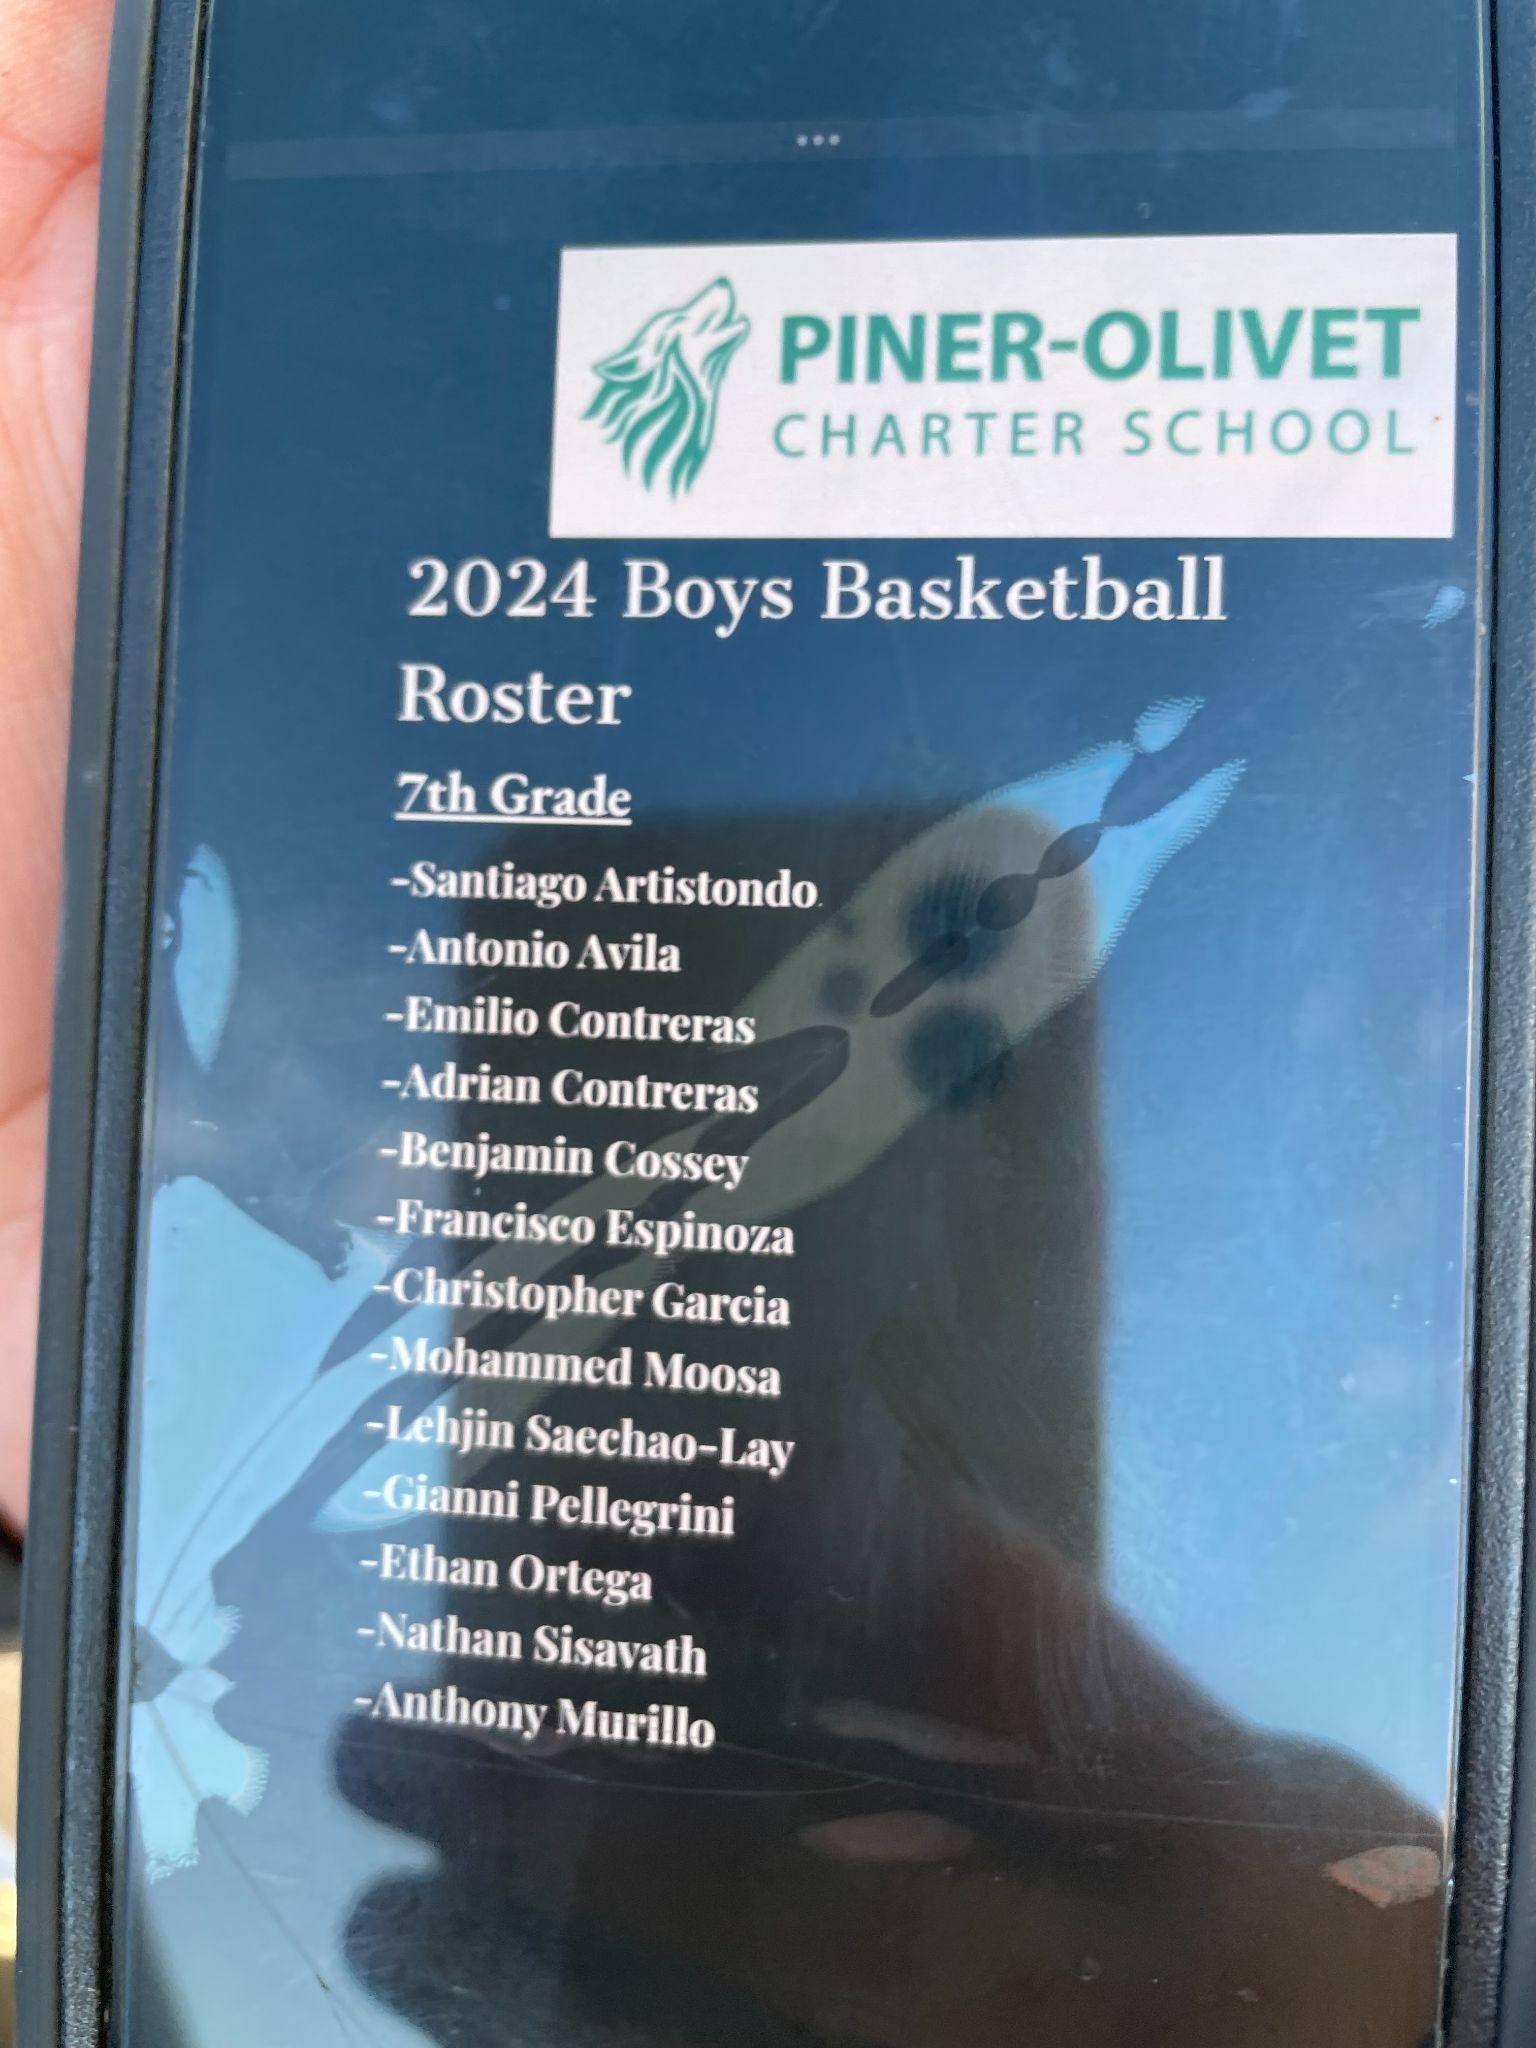 PINER-OLIVET
CHARTER SCHOOL
2024 Boys Basketball
Roster
7th Grade
-Santiago Artistondo
-Antonio Avila
-Emilio Contreras
-Adrian Contreras
-Benjamin Cossey
-Francisco Espinoza
-Christopher Garcia
-Mohammed Moosa
-Lehjin Saechao-Lay
-Gianni Pellegrini
-Ethan Ortega
-Nathan Sisavath
-Anthony Murillo